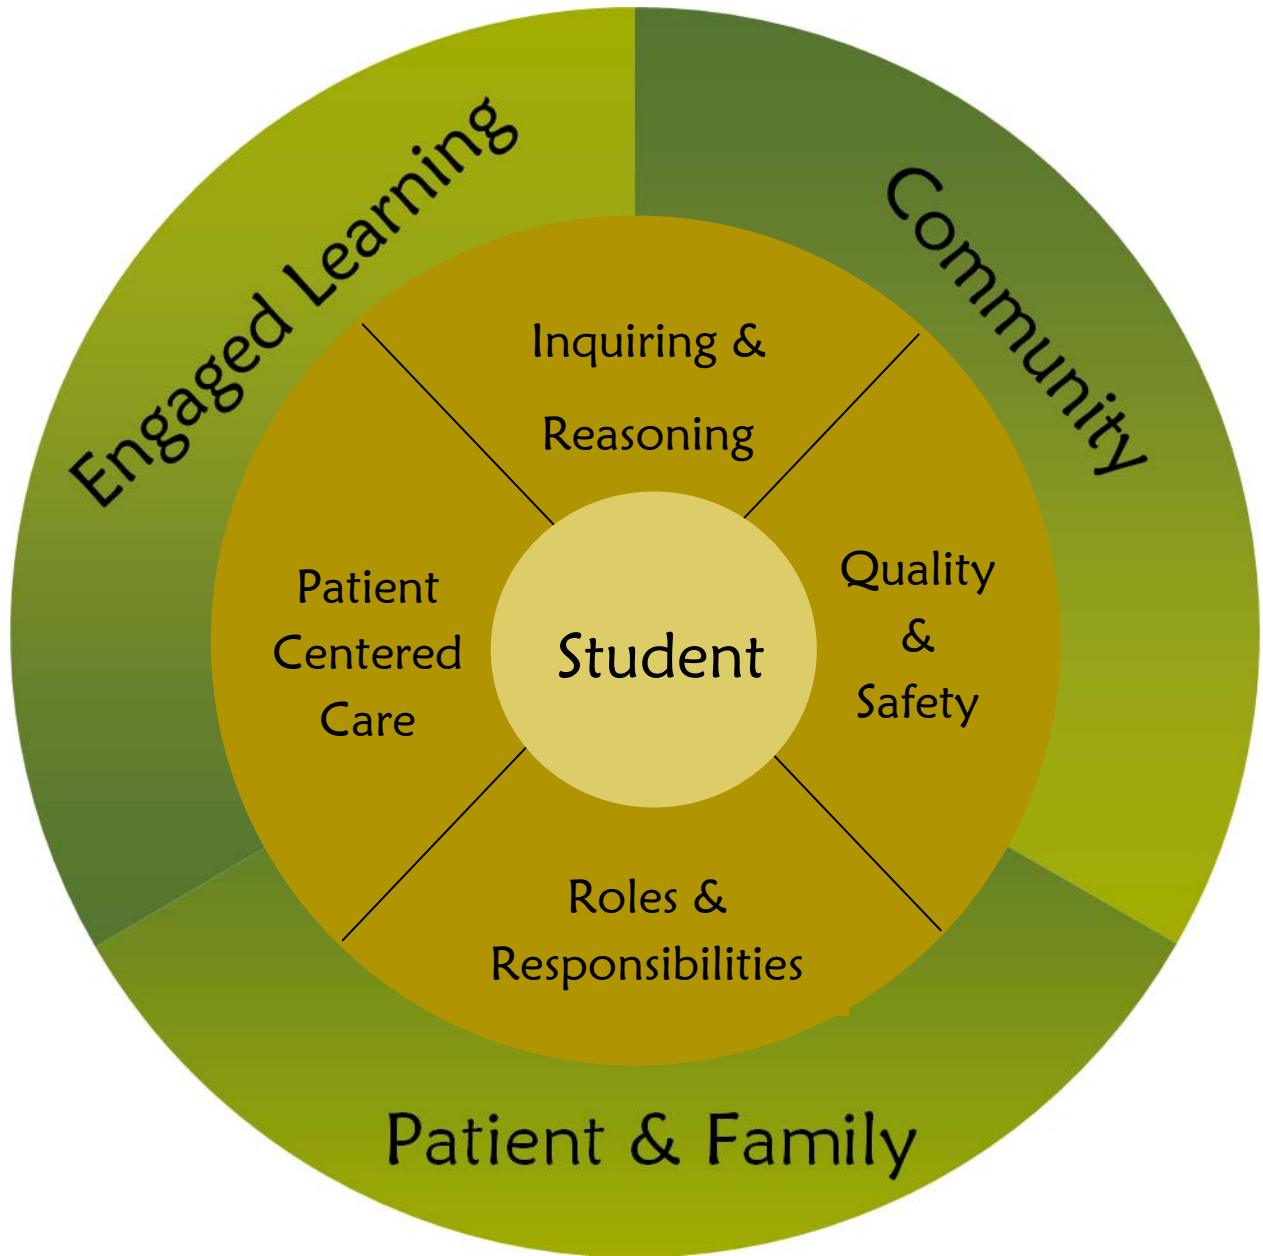 Engaged Learning
Community
Inquiring &
Reasoning
Patient
Centered
Care
Student
Quality
&
Safety
Roles &
Responsibilities
Patient & Family